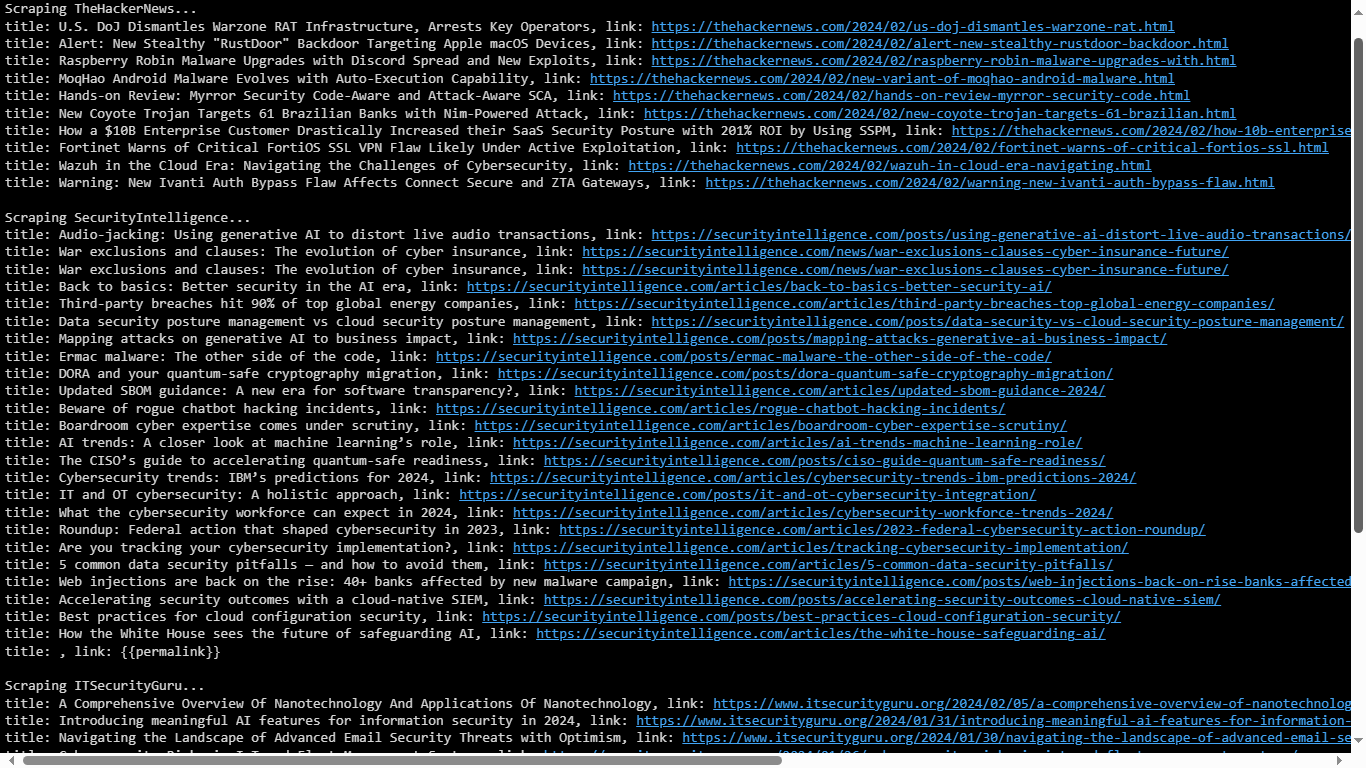 Scraping TheHackerNews...
title: U.S. DoJ Dismantles Warzone RAT Infrastructure, Arrests Key Operators, link: https://thehackernews.com/2024/02/us-doj-dismantles-warzone-rat.html
title: Alert: New Stealthy "RustDoor" Backdoor Targeting Apple macOS Devices, link: https://thehackernews.com/2024/02/alert-new-stealthy-rustdoor-backdoor.html
title: Raspberry Robin Malware Upgrades with Discord Spread and New Exploits, link: https://thehackernews.com/2024/02/raspberry-robin-malware-upgrades-with.html
title: MoqHao Android Malware Evolves with Auto-Execution Capability, link: https://thehackernews.com/2024/02/new-variant-of-moqhao-android-malware.html
title: Hands-on Review: Myrror Security Code-Aware and Attack-Aware SCA, link: https://thehackernews.com/2024/02/hands-on-review-myrror-security-code.html
title: New Coyote Trojan Targets 61 Brazilian Banks with Nim-Powered Attack, link: https://thehackernews.com/2024/02/new-coyote-trojan-targets-61-brazilian.html
title: How a $10B Enterprise Customer Drastically Increased their SaaS Security Posture with 201% ROI by Using SSPM, link: https://thehackernews.com/2024/02/how-10b-enterprise
title: Fortinet Warns of Critical FortiOS SSL VPN Flaw Likely Under Active Exploitation, link: https://thehackernews.com/2024/02/fortinet-warns-of-critical-fortios-ssl.html
title: Wazuh in the Cloud Era: Navigating the Challenges of Cybersecurity, link: https://thehackernews.com/2024/02/wazuh-in-cloud-era-navigating.html
title: Warning: New Ivanti Auth Bypass Flaw Affects Connect Secure and ZTA Gateways, link: https://thehackernews.com/2024/02/warning-new-ivanti-auth-bypass-flaw.html
Scraping SecurityIntelligence...
title: Audio-jacking: Using generative AI to distort live audio transactions, link: https://securityintelligence.com/posts/using-generative-ai-distort-live-audio-transactions/
title: War exclusions and clauses: The evolution of cyber insurance, link: https://securityintelligence.com/news/war-exclusions-clauses-cyber-insurance-future/
title: War exclusions and clauses: The evolution of cyber insurance, link: https://securityintelligence.com/news/war-exclusions-clauses-cyber-insurance-future/
title: Back to basics: Better security in the AI era, link: https://securityintelligence.com/articles/back-to-basics-better-security-ai/
title: Third-party breaches hit 90% of top global energy companies, link: https://securityintelligence.com/articles/third-party-breaches-top-global-energy-companies/
title: Data security posture management vs cloud security posture management, link: https://securityintelligence.com/posts/data-security-vs-cloud-security-posture-management/
title: Mapping attacks on generative AI to business impact, link: https://securityintelligence.com/posts/mapping-attacks-generative-ai-business-impact/
title: Ermac malware: The other side of the code, link: https://securityintelligence.com/posts/ermac-malware-the-other-side-of-the-code/
title: DORA and your quantum-safe cryptography migration, link: https://securityintelligence.com/posts/dora-quantum-safe-cryptography-migration/
title: Updated SBOM guidance: A new era for software transparency?, link: https://securityintelligence.com/articles/updated-sbom-guidance-2024/
title: Beware of rogue chatbot hacking incidents, link: https://securityintelligence.com/articles/rogue-chatbot-hacking-incidents/
title: Boardroom cyber expertise comes under scrutiny, link: https://securityintelligence.com/articles/boardroom-cyber-expertise-scrutiny/
title: AI trends: A closer look at machine learning’s role, link: https://securityintelligence.com/articles/ai-trends-machine-learning-role/
title: The CISO’s guide to accelerating quantum-safe readiness, link: https://securityintelligence.com/posts/ciso-guide-quantum-safe-readiness/
title: Cybersecurity trends: IBM’s predictions for 2024, link: https://securityintelligence.com/articles/cybersecurity-trends-ibm-predictions-2024/
title: IT and OT cybersecurity: A holistic approach, link: https://securityintelligence.com/posts/it-and-ot-cybersecurity-integration/
title: What the cybersecurity workforce can expect in 2024, link: https://securityintelligence.com/articles/cybersecurity-workforce-trends-2024/
title: Roundup: Federal action that shaped cybersecurity in 2023, link: https://securityintelligence.com/articles/2023-federal-cybersecurity-action-roundup/
title: Are you tracking your cybersecurity implementation?, link: https://securityintelligence.com/articles/tracking-cybersecurity-implementation/
title: 5 common data security pitfalls — and how to avoid them, link: https://securityintelligence.com/articles/5-common-data-security-pitfalls/
title: Web injections are back on the rise: 40+ banks affected by new malware campaign, link: https://securityintelligence.com/posts/web-injections-back-on-rise-banks-affected
title: Accelerating security outcomes with a cloud-native SIEM, link: https://securityintelligence.com/posts/accelerating-security-outcomes-cloud-native-siem/
title: Best practices for cloud configuration security, link: https://securityintelligence.com/posts/best-practices-cloud-configuration-security/
title: How the White House sees the future of safeguarding AI, link: https://securityintelligence.com/articles/the-white-house-safeguarding-ai/
title: , link: {{permalink}}
Scraping ITSecurityGuru...
title: A Comprehensive Overview Of Nanotechnology And Applications Of Nanotechnology, link: https://www.itsecurityguru.org/2024/02/05/a-comprehensive-overview-of-nanotechnolog
title: Introducing meaningful AI features for information security in 2024, link: https://www.itsecurityguru.org/2024/01/31/introducing-meaningful-ai-features-for-information-
title: Navigating the Landscape of Advanced Email Security Threats with Optimism, link: https://www.itsecurityguru.org/2024/01/30/navigating-the-landscape-of-advanced-email-se